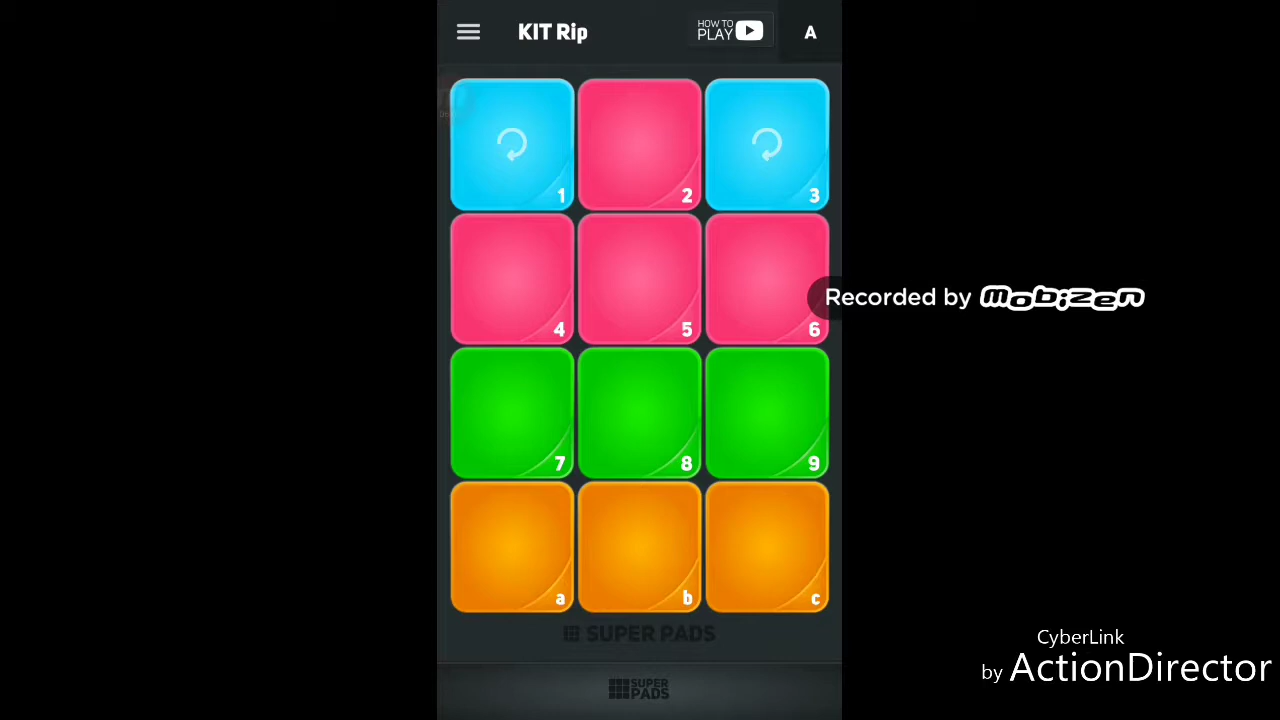 KIT Rip
HOW TO
PLAY
A
1
2
3
4
5
6
Recorded by mobizen
7
8
9
a
b
c
SUPER PADS
CyberLink
by ActionDirector
SUPER
PADS